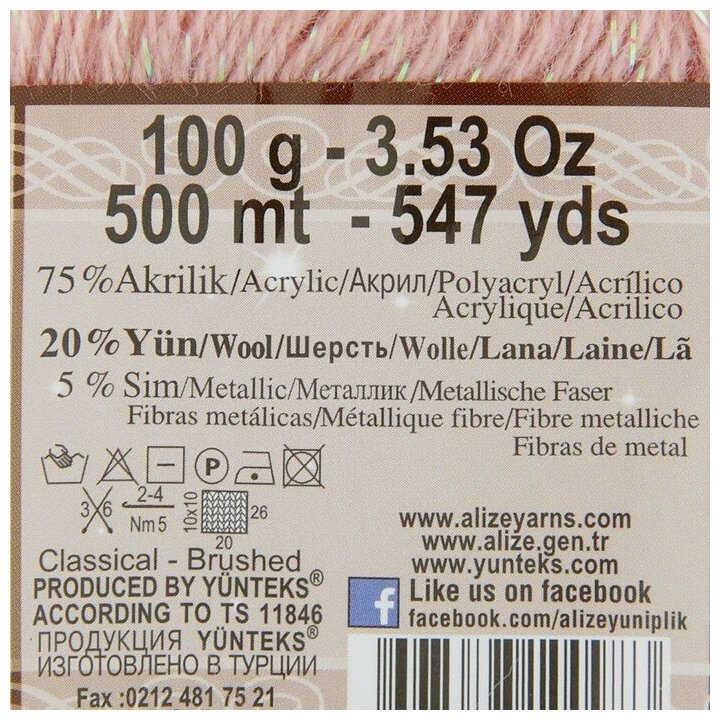 100 g - 3.53 Oz
500 mt - 547 yds
75 % Akrilik/Acrylic/Акрил/Polyacryl/Acrílico
Acrylique/Acrilico
20 % Yün/Wool/Шерсть/Wolle/Lana/Laine/Lã
5 % Sim/Metallic/Металлик/Metallische Faser
Fibras metálicas/Métallique fibre/Fibre metalliche
Fibras de metal
P
3 6
2-4
Nm 5
10x10
26
20
Classical - Brushed
PRODUCED BY YÜNTEKS®
ACCORDING TO TS 11846
ПРОДУКЦИЯ YÜNTEKS®
ИЗГОТОВЛЕНО В ТУРЦИИ
Fax :0212 481 75 21
www.alizeyarns.com
www.alize.gen.tr
www.yunteks.com
f
Like us on facebook
facebook.com/alizeyuniplik